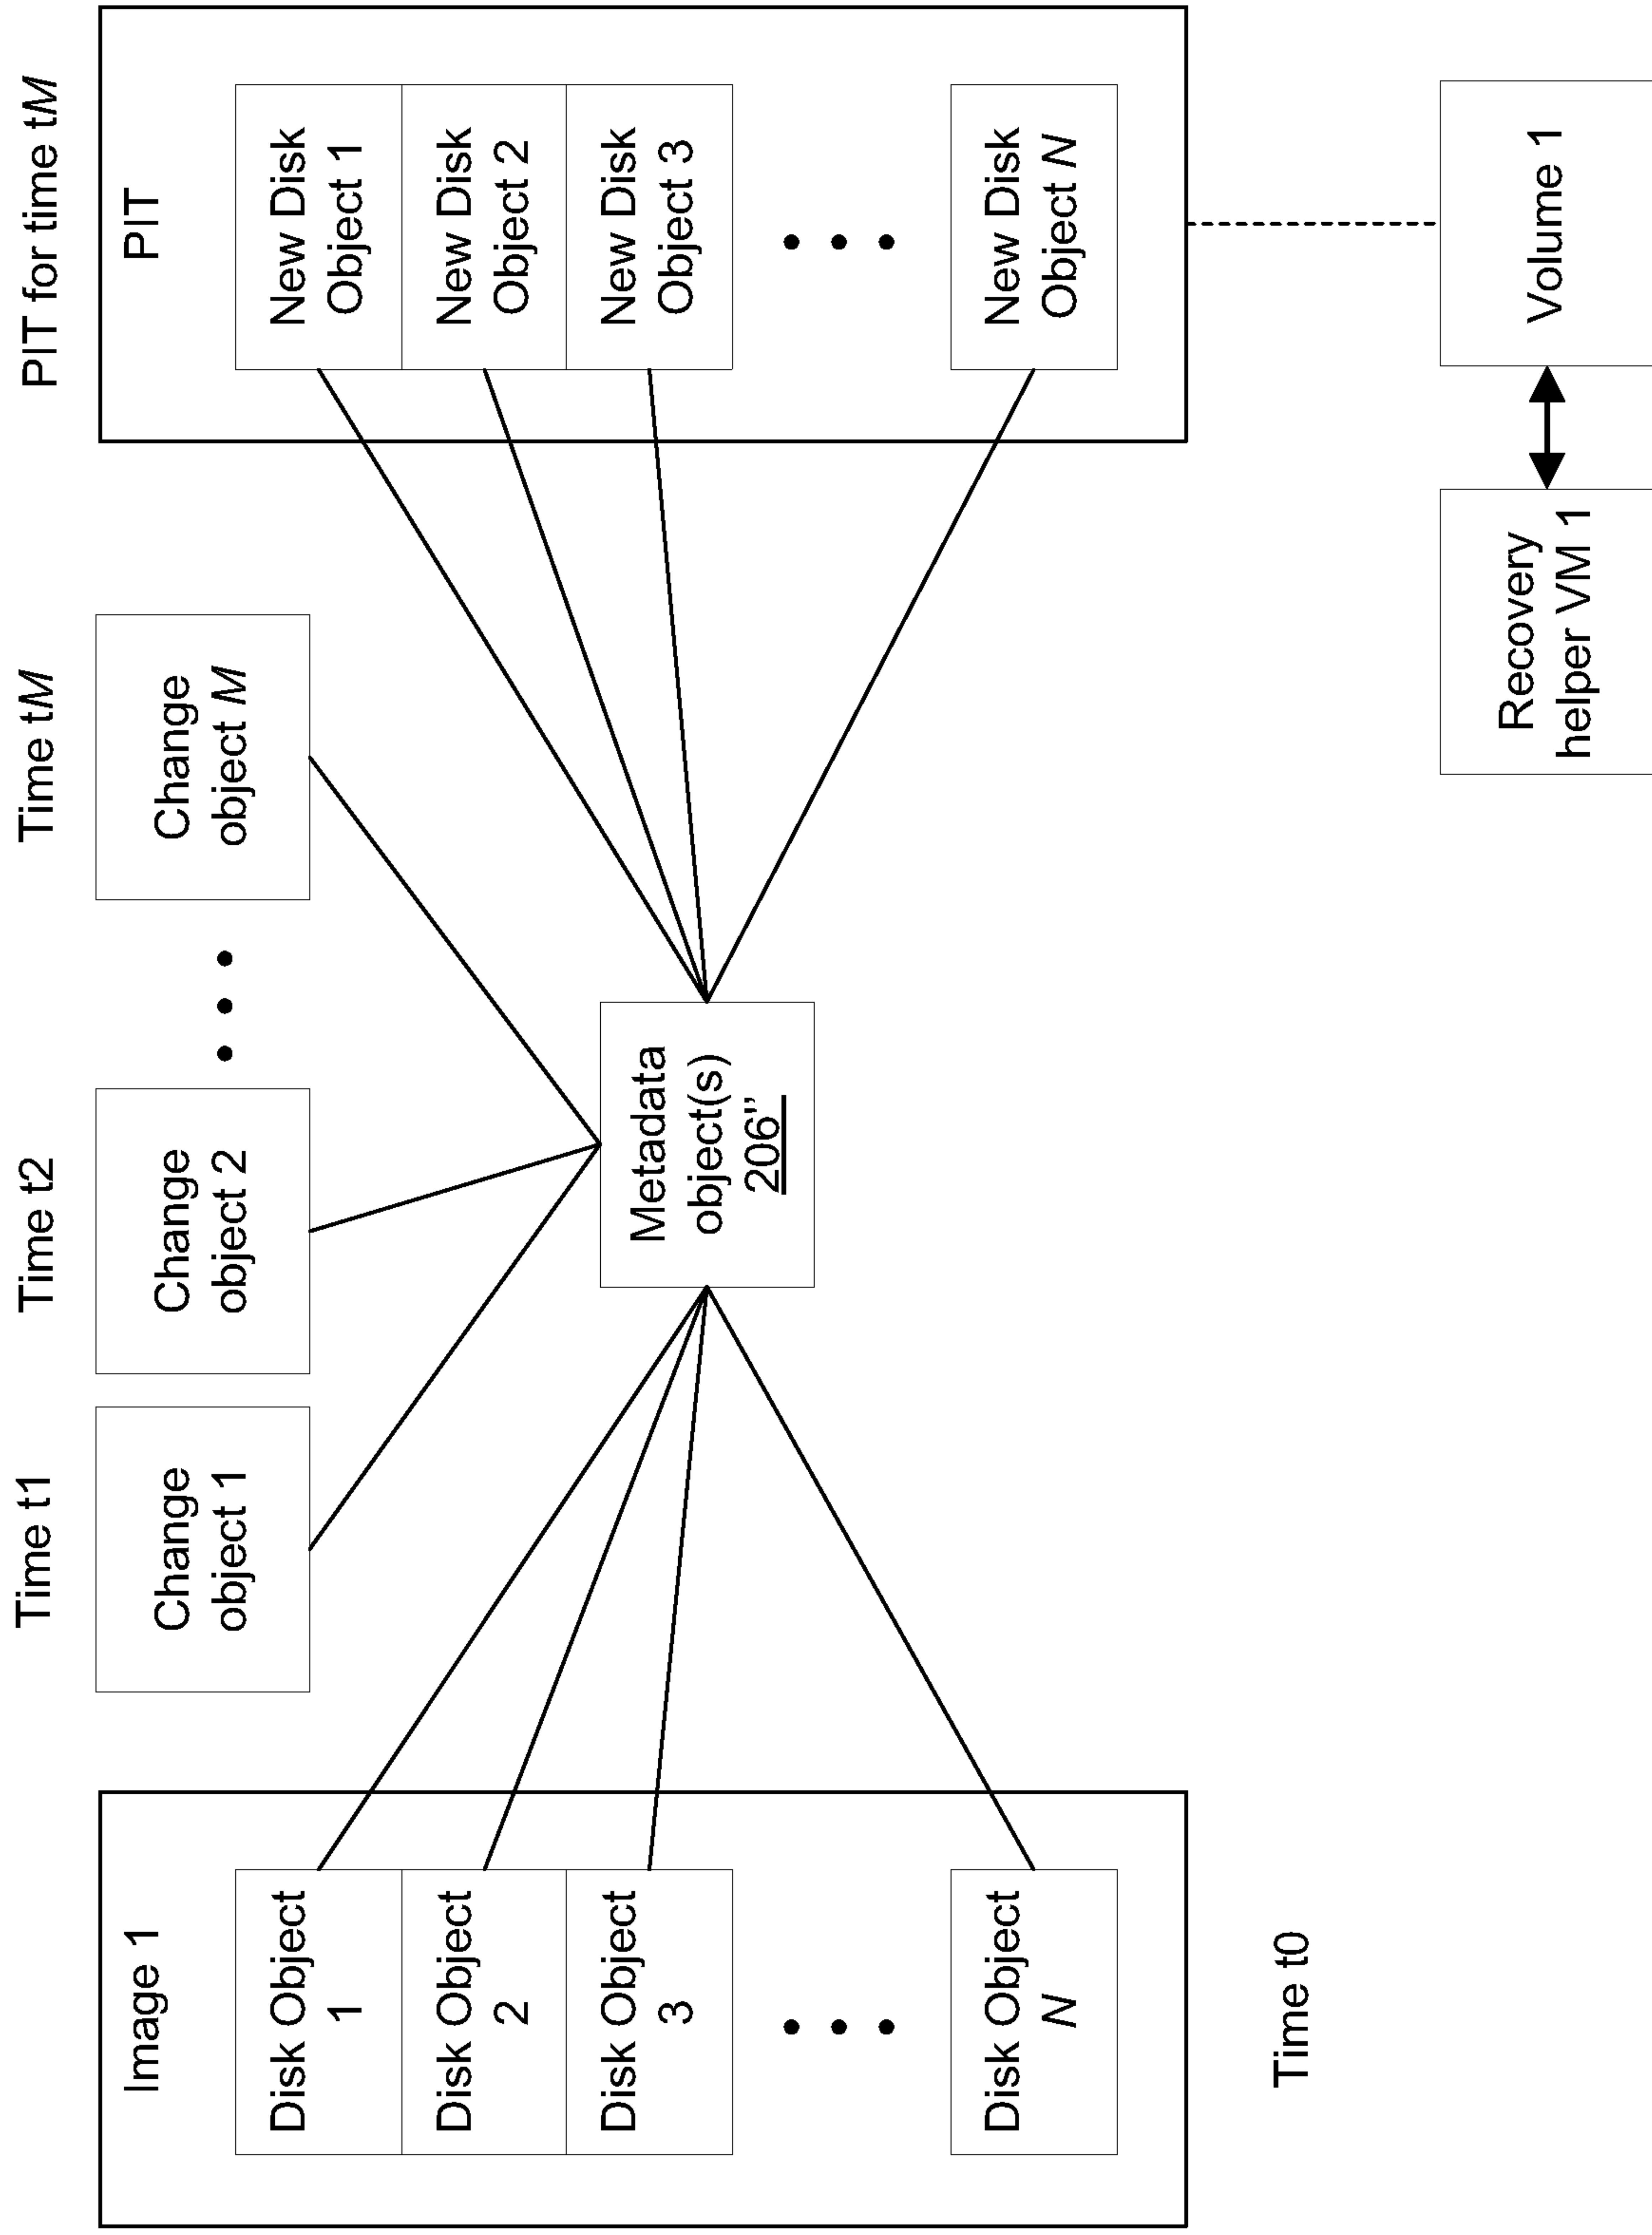 Time t1
Time t2
Time tM
PIT for time tM
Image 1
Disk Object
1
Disk Object
2
Disk Object
3
Disk Object
N
Time t0
Change
object 1
Change
object 2
Change
object M
Metadata
object(s)
206"
PIT
New Disk
Object 1
New Disk
Object 2
New Disk
Object 3
New Disk
Object N
Recovery
helper VM 1
Volume 1